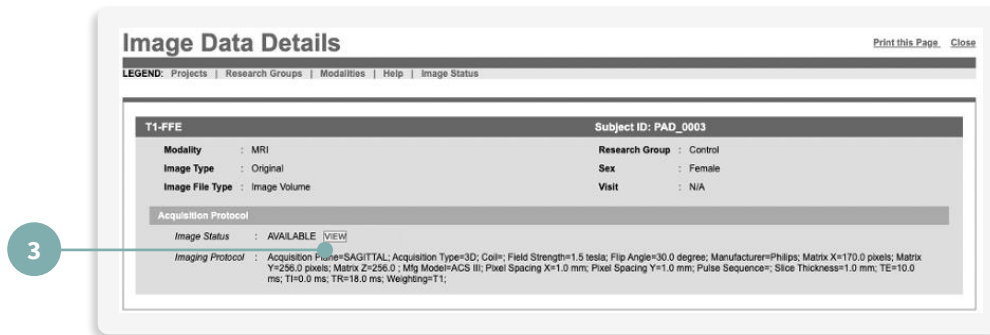 Image Data Details
Print this Page Close
LEGEND: Projects | Research Groups | Modalities | Help | Image Status
T1-FFE Subject ID: PAD_0003
Modality : MRI Research Group : Control
Image Type : Original Sex : Female
Image File Type : Image Volume Visit : N/A
Acquisition Protocol
Image Status : AVAILABLE VIEW
3
Imaging Protocol : Acquisition Plane=SAGITTAL; Acquisition Type=3D; Coil=; Field Strength=1.5 tesla; Flip Angle=30.0 degree; Manufacturer=Philips; Matrix X=170.0 pixels; Matrix
Y=256.0 pixels; Matrix Z=256.0 ; Mfg Model=ACS III; Pixel Spacing X=1.0 mm; Pixel Spacing Y=1.0 mm; Pulse Sequence=; Slice Thickness=1.0 mm; TE=10.0
ms; TI=0.0 ms; TR=18.0 ms; Weighting=T1;